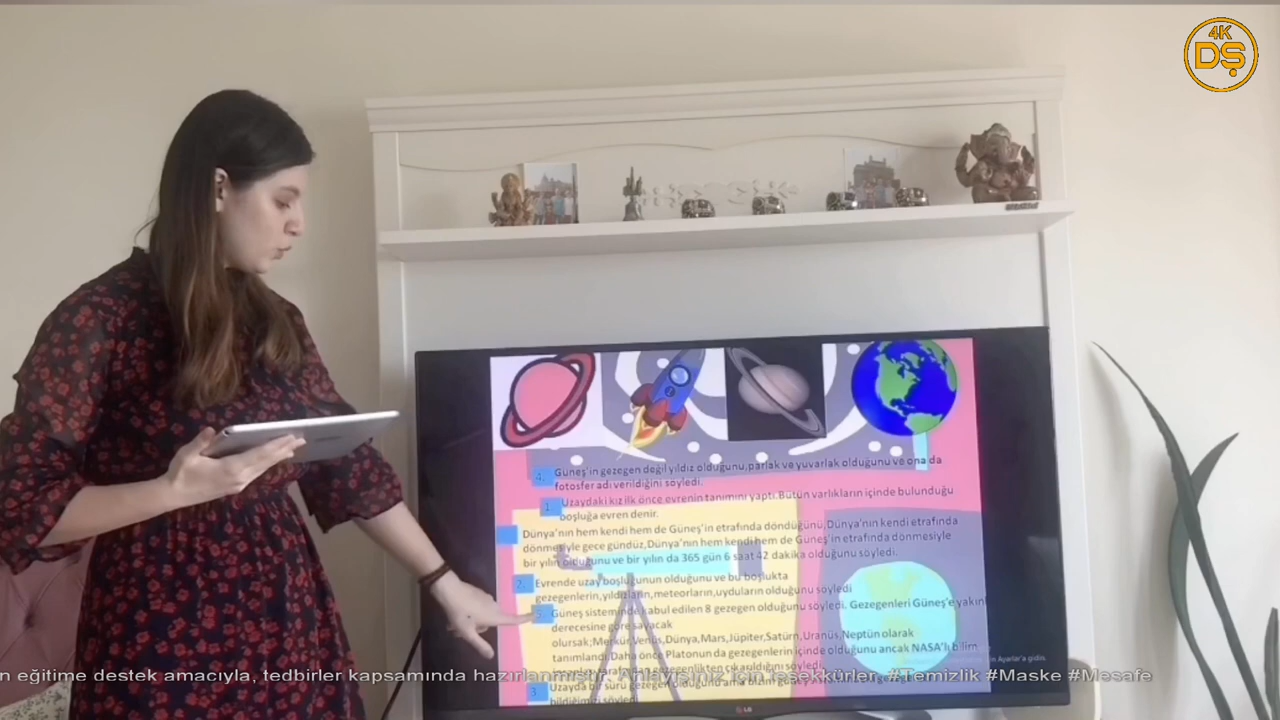 4K
DŞ
4. Güneş'in gezegen değil yıldız olduğunu,parlak ve yuvarlak olduğunu ve ona da
fotosfer adı verildiğini söyledi.
1. Uzaydaki kız ilk önce evrenin tanımını yaptı.Bütün varlıkların içinde bulunduğu
boşluğa evren denir.
Dünya'nın hem kendi hem de Güneş'in etrafında döndüğünü,Dünya'nın kendi etrafında
dönmesiyle gece gündüz,Dünya'nın hem kendi hem de Güneş'in etrafında dönmesiyle
bir yılın olduğunu ve bir yılın da 365 gün 6 saat 42 dakika olduğunu söyledi.
2. Evrende uzay boşluğunun olduğunu ve bu boşlukta
gezegenlerin,yıldızların,meteorların,uyduların olduğunu söyledi
Güneş sisteminde kabul edilen 8 gezegen olduğunu söyledi. Gezegenleri Güneş'e yakınl
derecesine göre sayacak
olursak;Merkür,Venüs,Dünya,Mars,Jüpiter,Satürn,Uranüs,Neptün olarak
tanımlandı.Daha önce Platonun da gezegenlerin içinde olduğunu ancak NASA'lı bilim
tarafından gezegenlikten çıkarıldığını söyledi.
n eğitime destek amacıyla, tedbirler kapsamında hazırlanmıştır. Anlayışınız için teşekkürler. #Temizlik #Maske #Mesafe
3. Uzayda bir sürü gezegen olduğunu ama bizim
LG